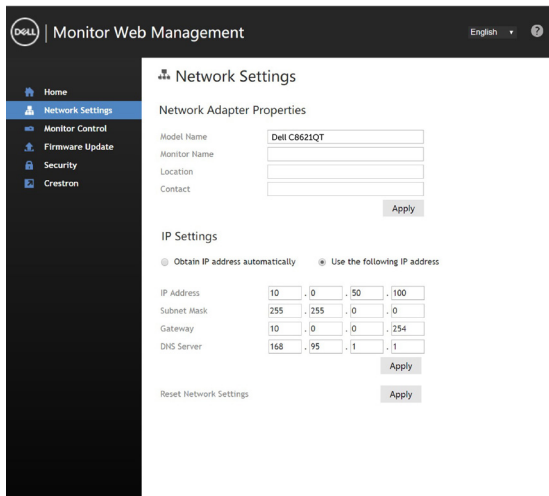 DELL | Monitor Web Management
English
?
Home
Network Settings
Monitor Control
Firmware Update
Security
Crestron
Network Settings
Network Adapter Properties
Model Name Dell C8621QT
Monitor Name
Location
Contact
Apply
IP Settings
Obtain IP address automatically Use the following IP address
IP Address 10 . 0 . 50 . 100
Subnet Mask 255 . 255 . 0 . 0
Gateway 10 . 0 . 0 . 254
DNS Server 168 . 95 . 1 . 1
Apply
Reset Network Settings Apply